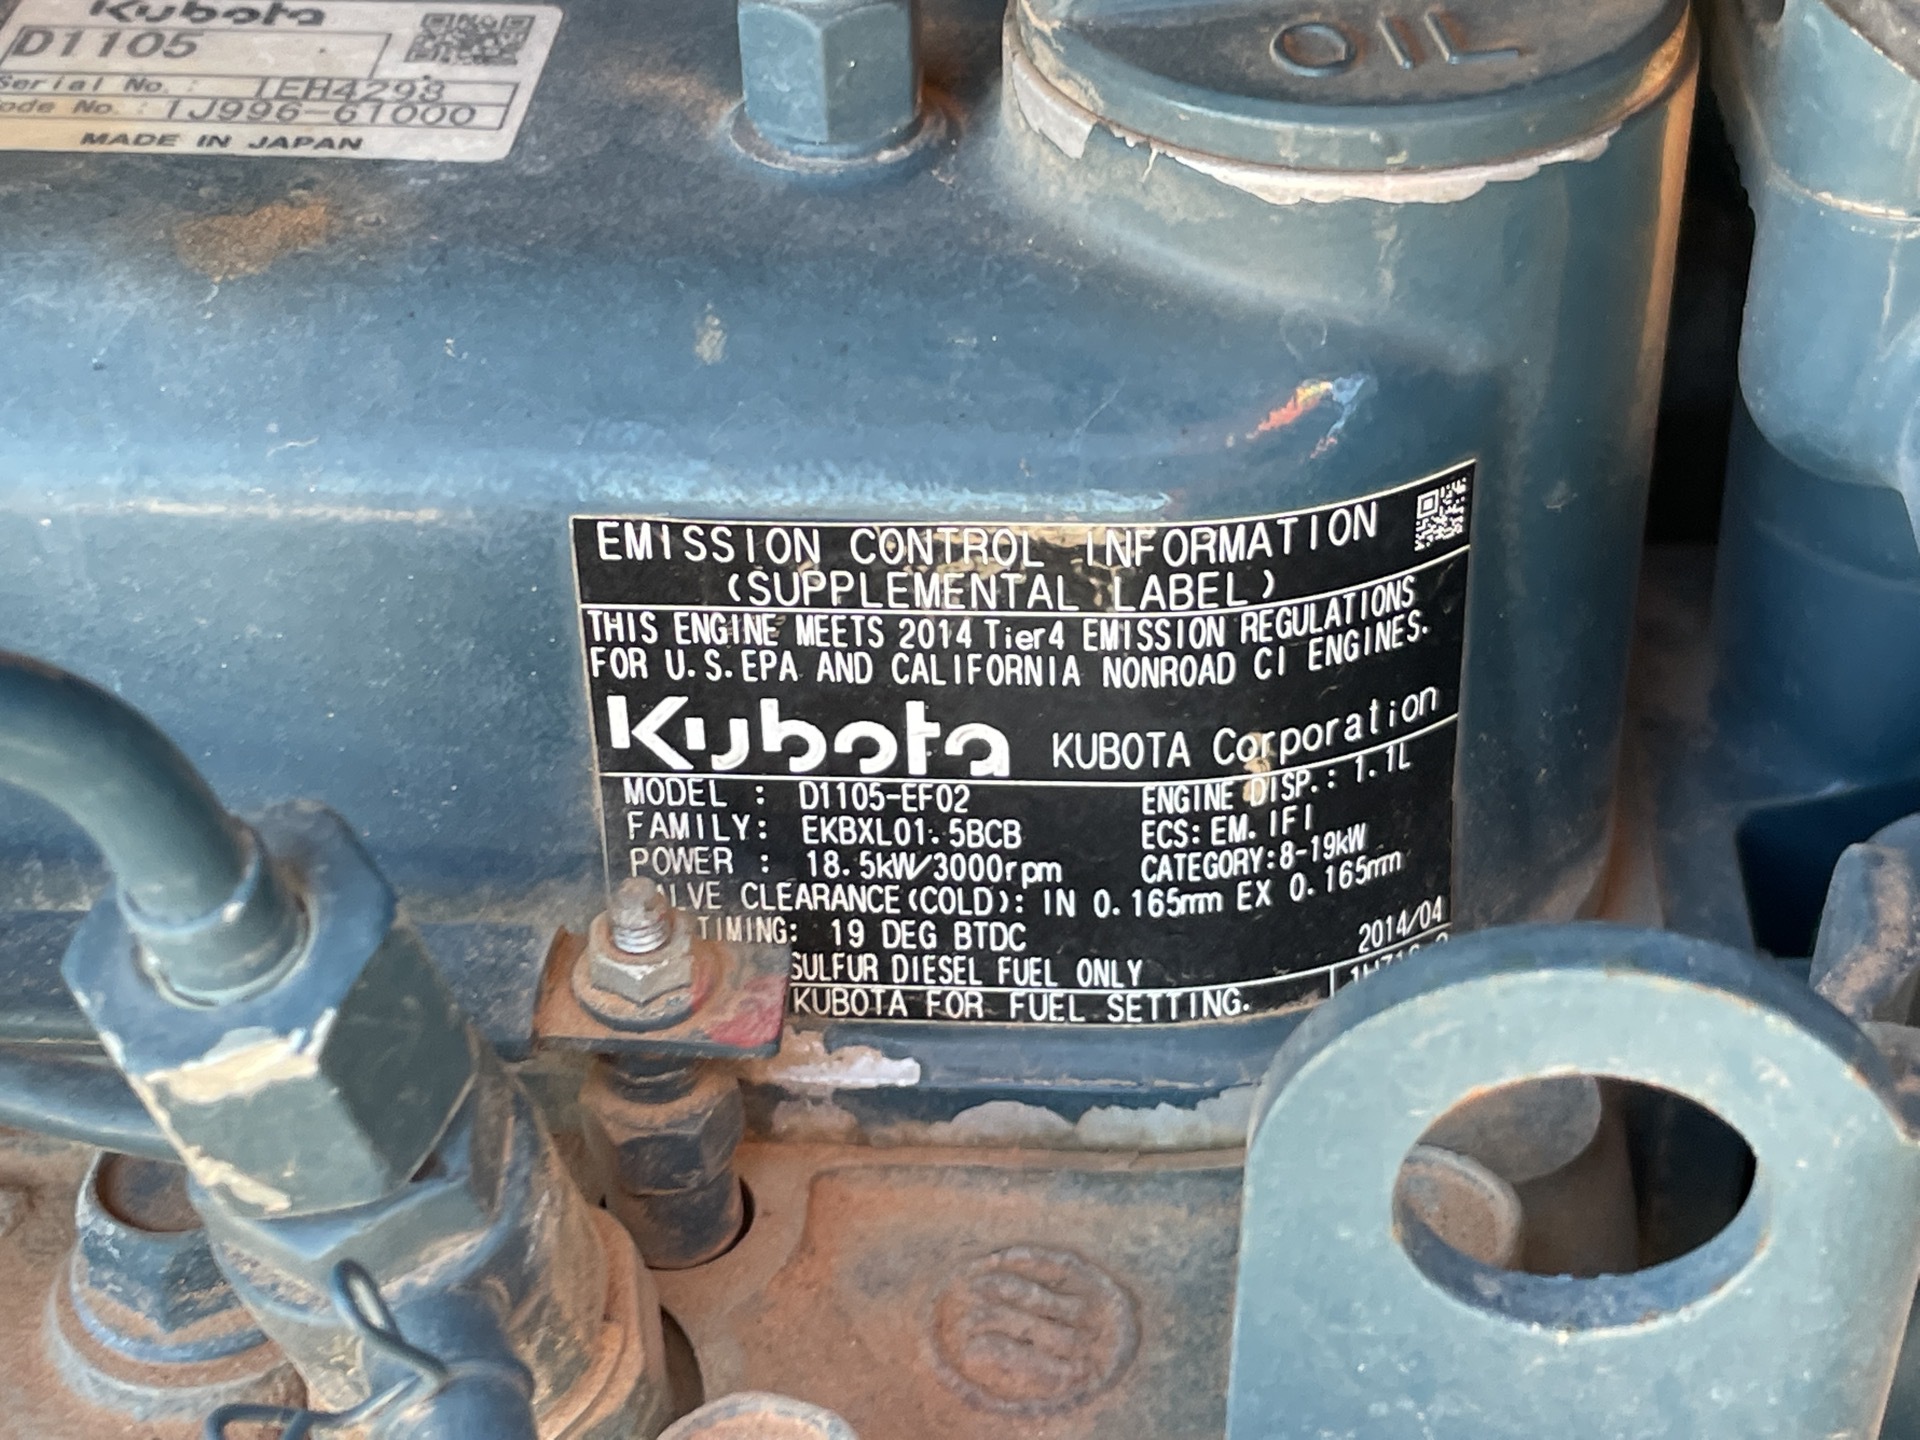 Kubota
D1105
Serial No. : 1EH4298
Code No. : 1J996-61000
MADE IN JAPAN
OIL
EMISSION CONTROL INFORMATION
(SUPPLEMENTAL LABEL)
THIS ENGINE MEETS 2014 Tier4 EMISSION REGULATIONS
FOR U.S.EPA AND CALIFORNIA NONROAD CI ENGINES.
Kubota KUBOTA Corporation
MODEL : D1105-EF02 ENGINE DISP.: 1.1L
FAMILY: EKBXL01.5BCB ECS: EM. IFI
POWER : 18.5kW/3000rpm CATEGORY:8-19kW
VALVE CLEARANCE(COLD): IN 0.165mm EX 0.165mm
TIMING: 19 DEG BTDC 2014/04
SULFUR DIESEL FUEL ONLY
KUBOTA FOR FUEL SETTING.